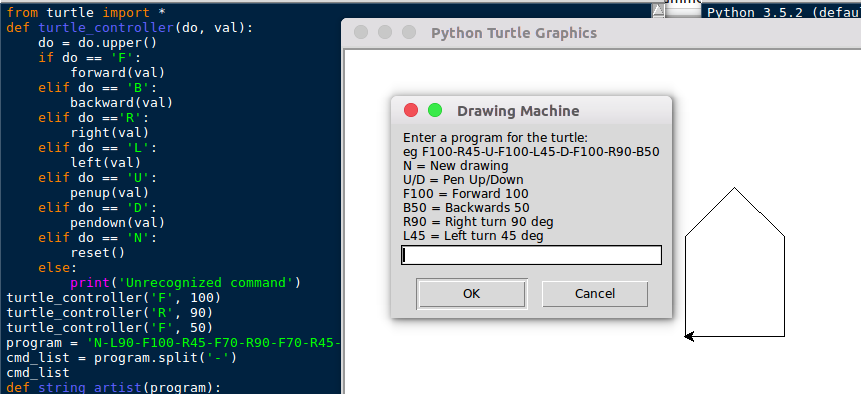 from turtle import *
def turtle_controller(do, val):
    do = do.upper()
    if do == 'F':
        forward(val)
    elif do == 'B':
        backward(val)
    elif do =='R':
        right(val)
    elif do == 'L':
        left(val)
    elif do == 'U':
        penup(val)
    elif do == 'D':
        pendown(val)
    elif do == 'N':
        reset()
    else:
        print('Unrecognized command')
turtle_controller('F', 100)
turtle_controller('R', 90)
turtle_controller('F', 50)
program = 'N-L90-F100-R45-F70-R90-F70-R45-
cmd_list = program.split('-')
cmd_list
def string_artist(program):
Python 3.5.2 (defau
Python Turtle Graphics
Drawing Machine
Enter a program for the turtle:
eg F100-R45-U-F100-L45-D-F100-R90-B50
N = New drawing
U/D = Pen Up/Down
F100 = Forward 100
B50 = Backwards 50
R90 = Right turn 90 deg
L45 = Left turn 45 deg
OK
Cancel